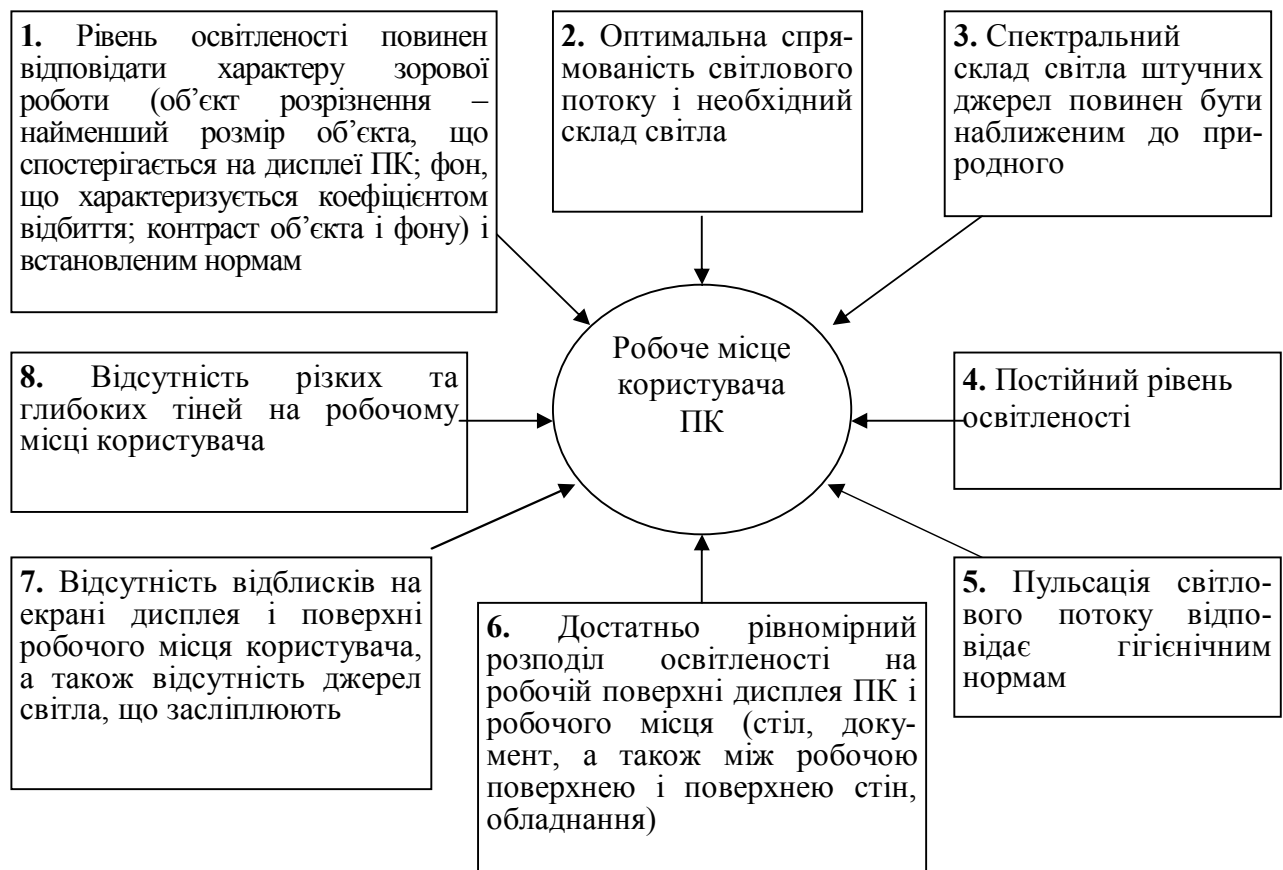 1. Рівень освітленості повинен
відповідати характеру зорової
роботи (об’єкт розрізнення –
найменший розмір об’єкта, що
спостерігається на дисплеї ПК; фон,
що характеризується коефіцієнтом
відбиття; контраст об’єкта і фону) і
встановленим нормам
2. Оптимальна спря-
мованість світлового
потоку і необхідний
склад світла
3. Спектральний
склад світла штучних
джерел повинен бути
наближеним до при-
родного
Робоче місце
користувача
ПК
8. Відсутність різких та
глибоких тіней на робочому
місці користувача
4. Постійний рівень
освітленості
7. Відсутність відблисків на
екрані дисплея і поверхні
робочого місця користувача,
а також відсутність джерел
світла, що засліплюють
6. Достатньо рівномірний
розподіл освітленості на
робочій поверхні дисплея ПК і
робочого місця (стіл, доку-
мент, а також між робочою
поверхнею і поверхнею стін,
обладнання)
5. Пульсація світло-
вого потоку відпо-
відає гігієнічним
нормам